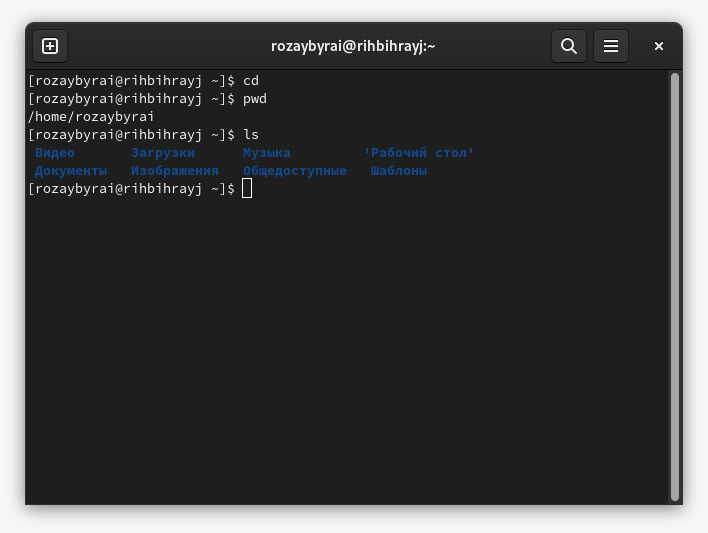 rozaybyrai@rihbihrayj:~
[rozaybyrai@rihbihrayj ~]$ cd
[rozaybyrai@rihbihrayj ~]$ pwd
/home/rozaybyrai
[rozaybyrai@rihbihrayj ~]$ ls
Видео Загрузки Музыка 'Рабочий стол'
Документы Изображения Общедоступные Шаблоны
[rozaybyrai@rihbihrayj ~]$